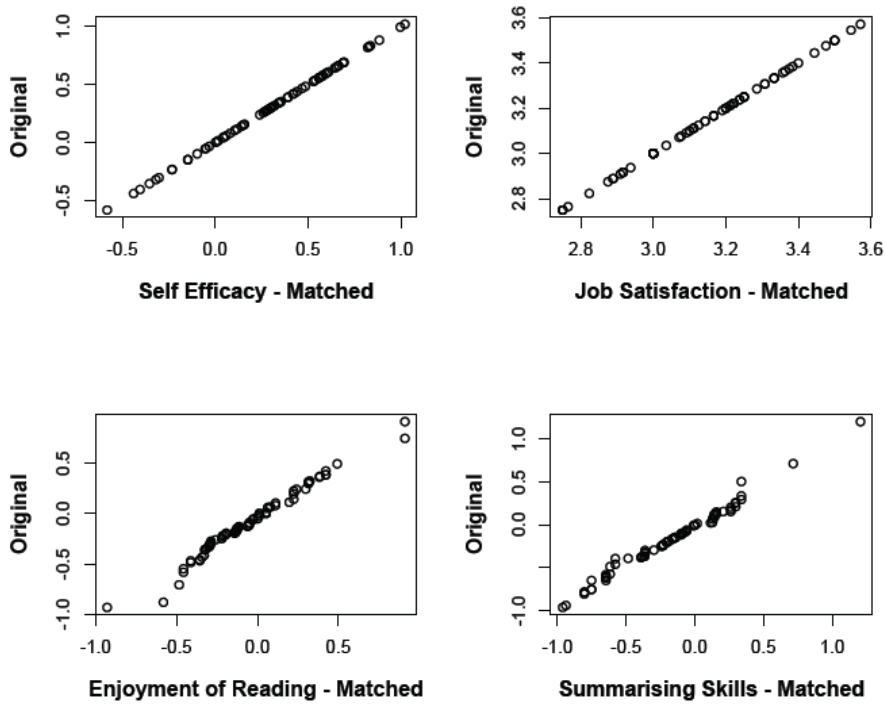 Original
1.0
0.5
0.0
-0.5
-0.5 0.0 0.5 1.0
Self Efficacy - Matched
Original
3.6
3.4
3.2
3.0
2.8
2.8 3.0 3.2 3.4 3.6
Job Satisfaction - Matched
Original
0.5
0.0
-0.5
-1.0
-1.0 -0.5 0.0 0.5
Enjoyment of Reading - Matched
Original
1.0
0.5
0.0
-1.0
-1.0 -0.5 0.0 0.5 1.0
Summarising Skills - Matched